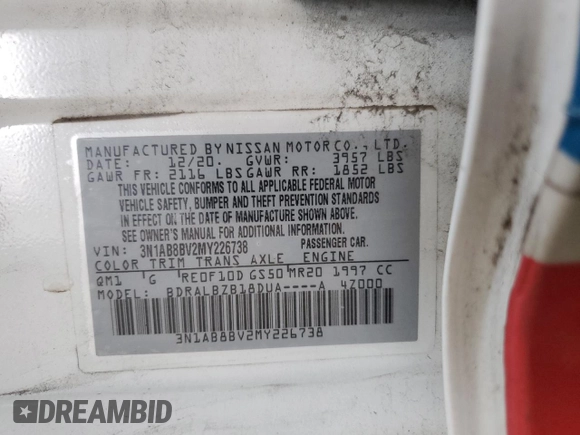 MANUFACTURED BY NISSAN MOTOR CO., LTD.
DATE: 12/20. GVWR: 3957 LBS
GAWR FR: 2116 LBS GAWR RR: 1852 LBS
THIS VEHICLE CONFORMS TO ALL APPLICABLE FEDERAL MOTOR
VEHICLE SAFETY, BUMPER AND THEFT PREVENTION STANDARDS
IN EFFECT ON THE DATE OF MANUFACTURE SHOWN ABOVE.
SEE OWNER'S MANUAL FOR ADDITIONAL INFORMATION.
VIN: 3N1AB8BV2MY226738 PASSENGER CAR.
COLOR TRIM TRANS AXLE ENGINE
QM1 G RE0F10D GS50 MR20 1997 CC
MODEL: BDRALBZB18DUA----A 47000
3N1AB8BV2MY226738
DREAMBID